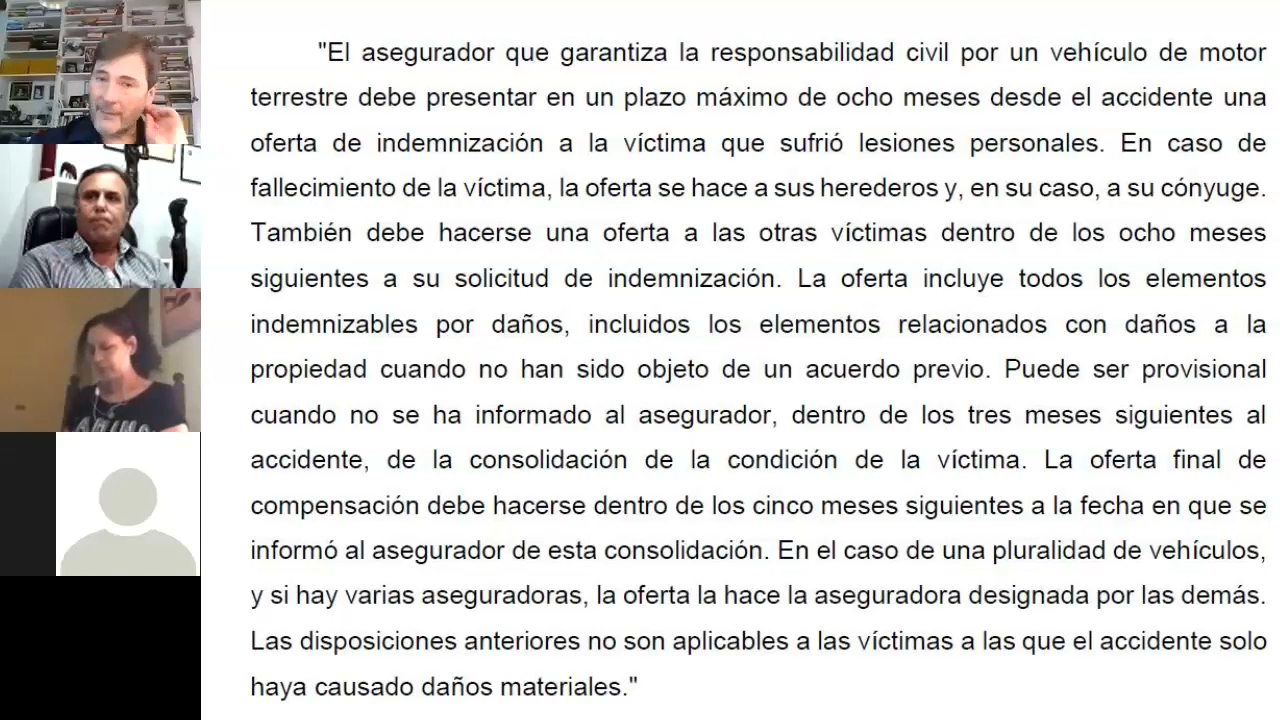 "El asegurador que garantiza la responsabilidad civil por un vehículo de motor
terrestre debe presentar en un plazo máximo de ocho meses desde el accidente una
oferta de indemnización a la víctima que sufrió lesiones personales. En caso de
fallecimiento de la víctima, la oferta se hace a sus herederos y, en su caso, a su cónyuge.
También debe hacerse una oferta a las otras víctimas dentro de los ocho meses
siguientes a su solicitud de indemnización. La oferta incluye todos los elementos
indemnizables por daños, incluidos los elementos relacionados con daños a la
propiedad cuando no han sido objeto de un acuerdo previo. Puede ser provisional
cuando no se ha informado al asegurador, dentro de los tres meses siguientes al
accidente, de la consolidación de la condición de la víctima. La oferta final de
compensación debe hacerse dentro de los cinco meses siguientes a la fecha en que se
informó al asegurador de esta consolidación. En el caso de una pluralidad de vehículos,
y si hay varias aseguradoras, la oferta la hace la aseguradora designada por las demás.
Las disposiciones anteriores no son aplicables a las víctimas a las que el accidente solo
haya causado daños materiales."